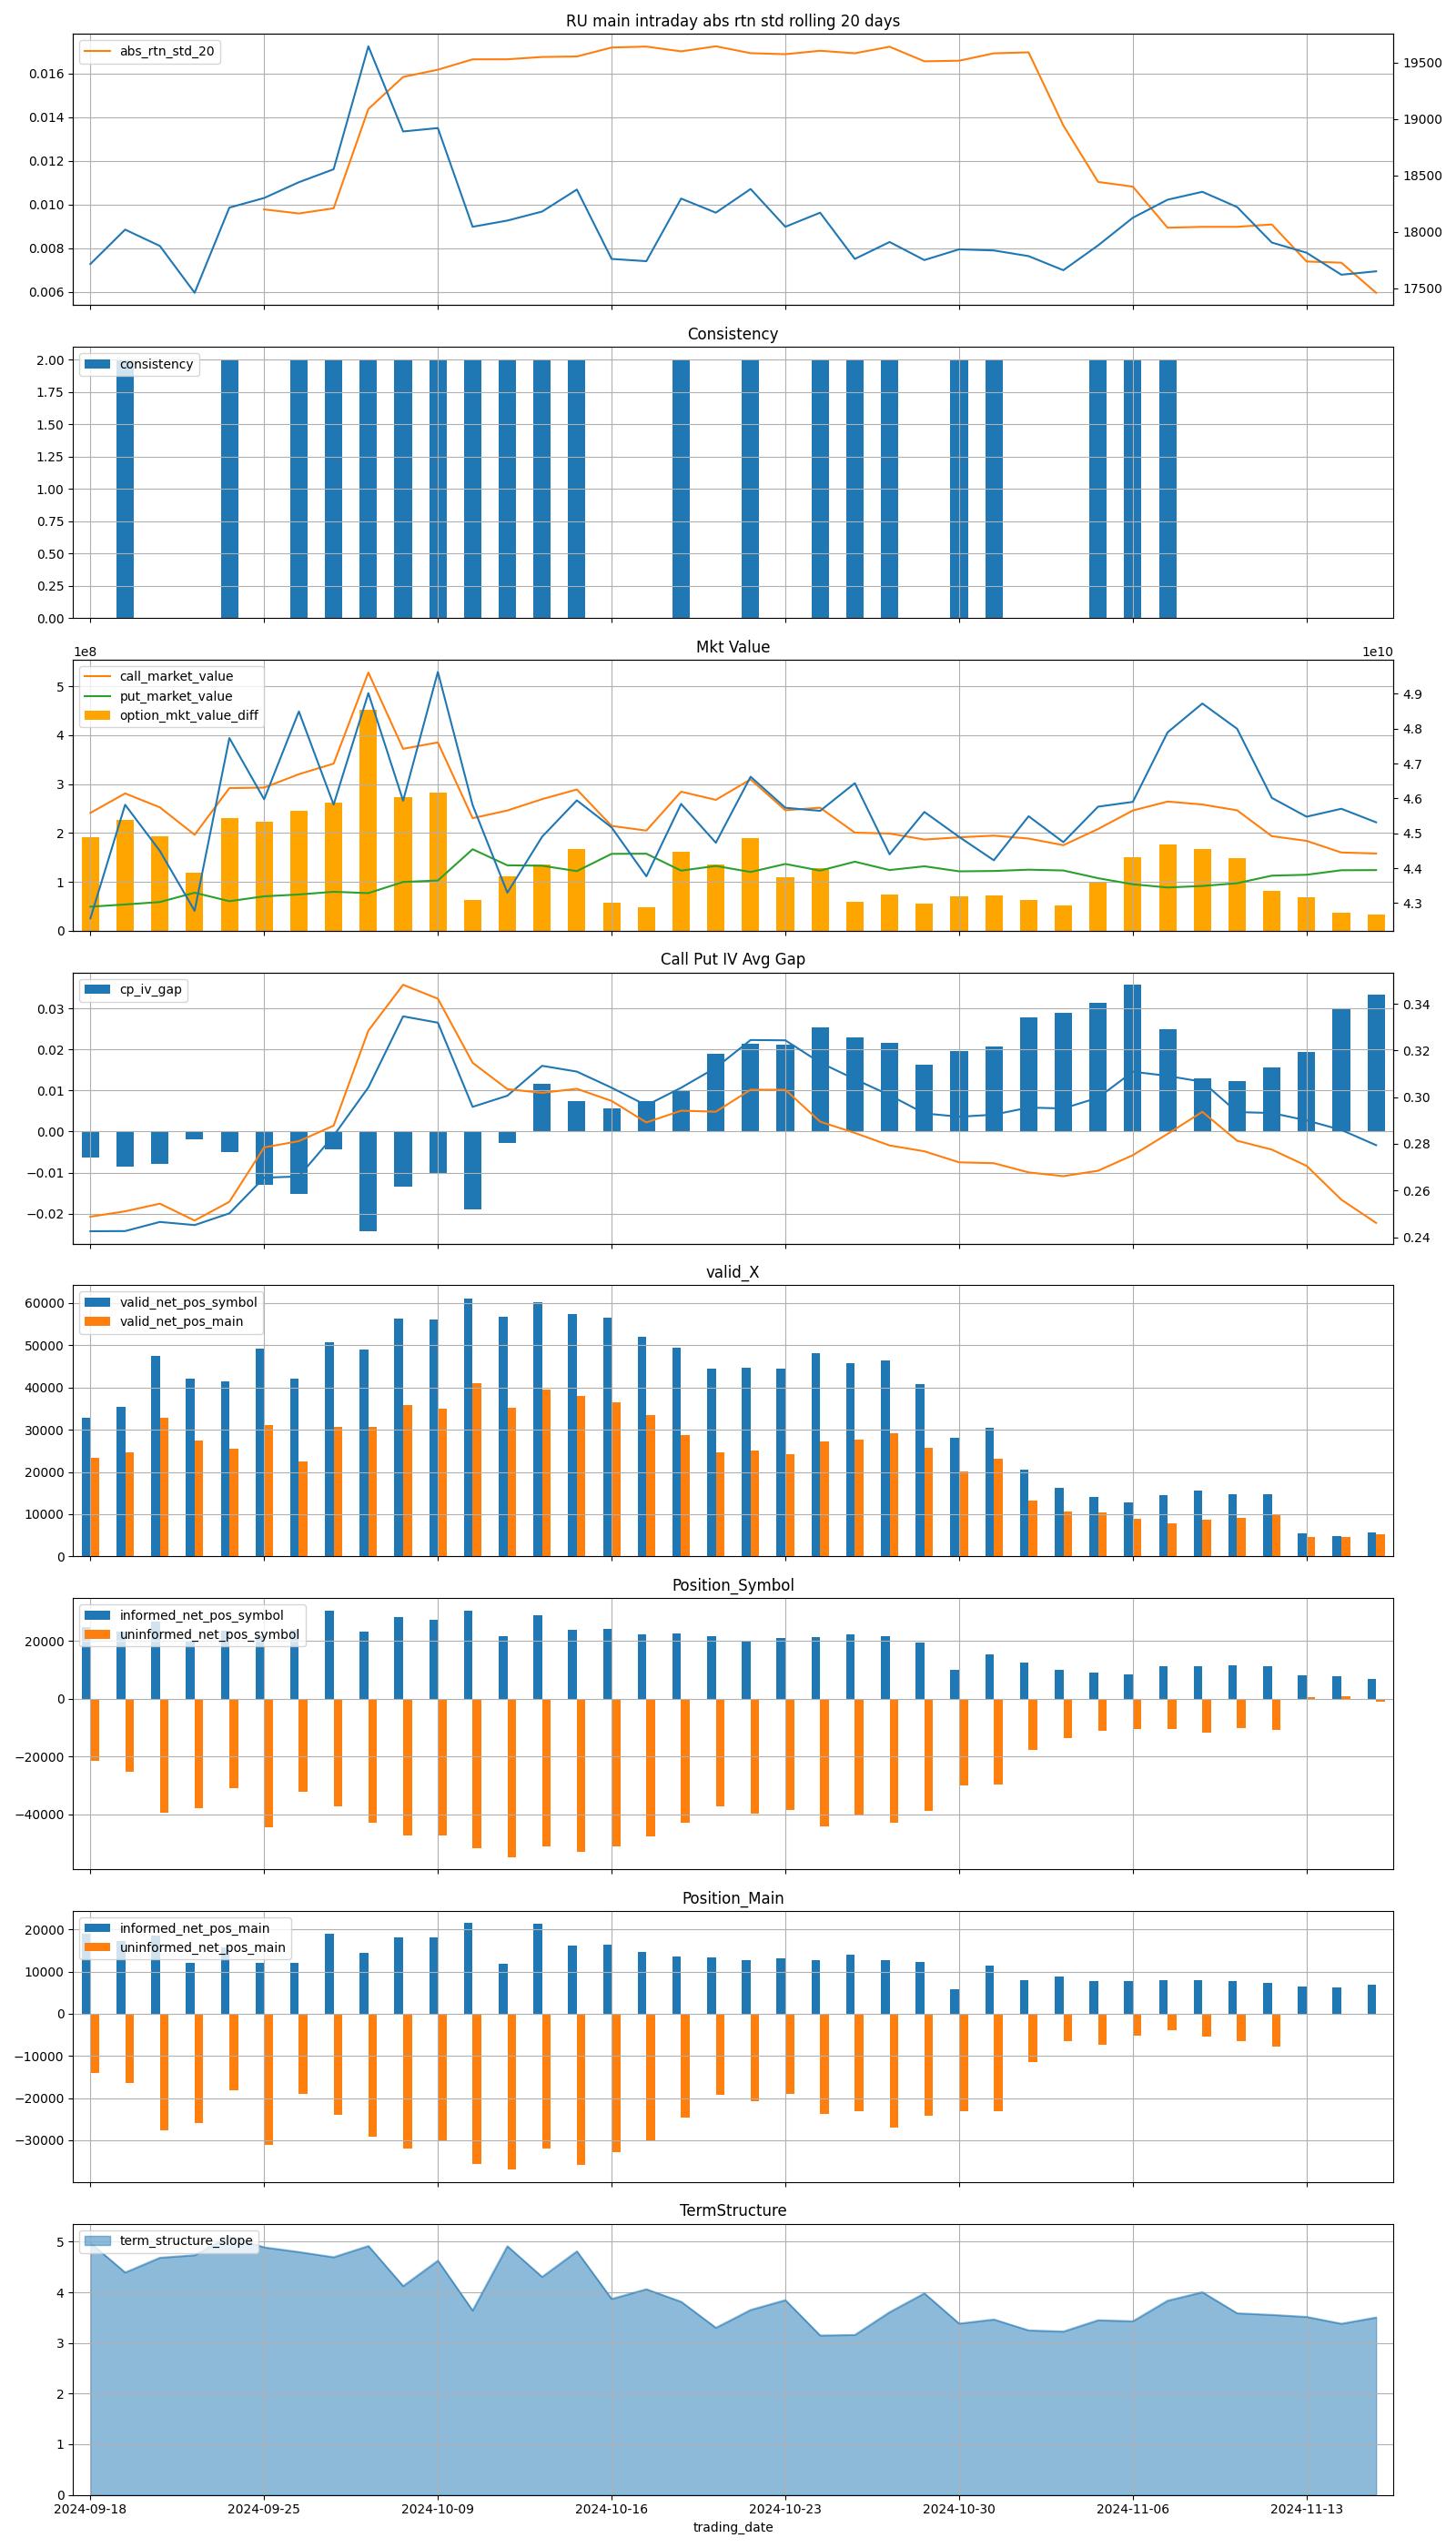 RU main intraday abs rtn std rolling 20 days
abs_rtn_std_20
0.016
0.014
0.012
0.010
0.008
0.006
19500
19000
18500
18000
17500
Consistency
consistency
2.00
1.75
1.50
1.25
1.00
0.75
0.50
0.25
0.00
Mkt Value
1e8
1e10
call_market_value
put_market_value
option_mkt_value_diff
5
4
3
2
1
0
4.9
4.8
4.7
4.6
4.5
4.4
4.3
Call Put IV Avg Gap
cp_iv_gap
0.03
0.02
0.01
0.00
−0.01
−0.02
0.34
0.32
0.30
0.28
0.26
0.24
valid_X
valid_net_pos_symbol
valid_net_pos_main
60000
50000
40000
30000
20000
10000
0
Position_Symbol
informed_net_pos_symbol
uninformed_net_pos_symbol
20000
0
−20000
−40000
Position_Main
informed_net_pos_main
uninformed_net_pos_main
20000
10000
0
−10000
−20000
−30000
TermStructure
term_structure_slope
5
4
3
2
1
0
2024-09-18 2024-09-25 2024-10-09 2024-10-16 2024-10-23 2024-10-30 2024-11-06 2024-11-13
trading_date